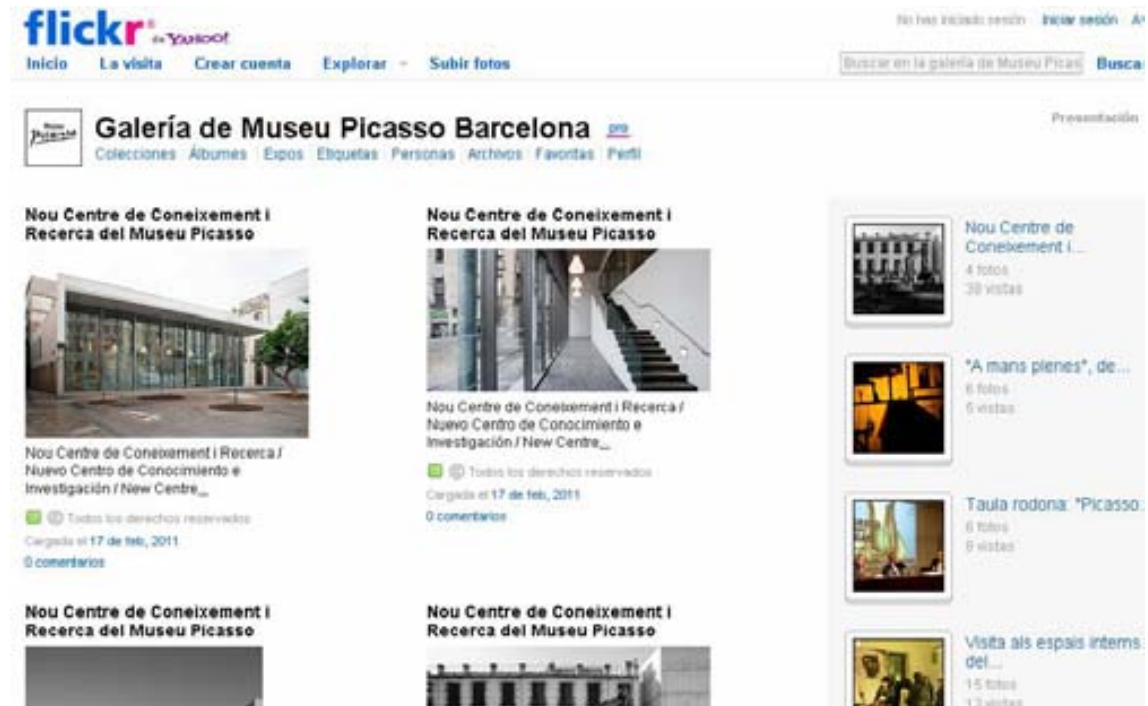 flickr de YAHOO!
No has iniciado sesión Iniciar sesión
Inicio La visita Crear cuenta Explorar Subir fotos
Buscar en la galería de Museu Picas Busca
Museu Picasso
Galería de Museu Picasso Barcelona pro
Presentación
Colecciones Álbumes Expos Etiquetas Personas Archivos Favoritas Perfil
Nou Centre de Coneixement i
Recerca del Museu Picasso
Nou Centre de Coneixement i Recerca /
Nuevo Centro de Conocimiento e
Investigación / New Centre...
Todos los derechos reservados
Cargada el 17 de feb, 2011
0 comentarios
Nou Centre de Coneixement i
Recerca del Museu Picasso
Nou Centre de Coneixement i Recerca /
Nuevo Centro de Conocimiento e
Investigación / New Centre...
Todos los derechos reservados
Cargada el 17 de feb, 2011
0 comentarios
Nou Centre de Coneixement i
Recerca del Museu Picasso
Nou Centre de Coneixement i
Recerca del Museu Picasso
Nou Centre de
Coneixement i...
4 fotos
38 vistas
"A mans plenes", de...
6 fotos
Taula rodona: "Picasso
6 fotos
Visita als espais interns
del...
15 fotos